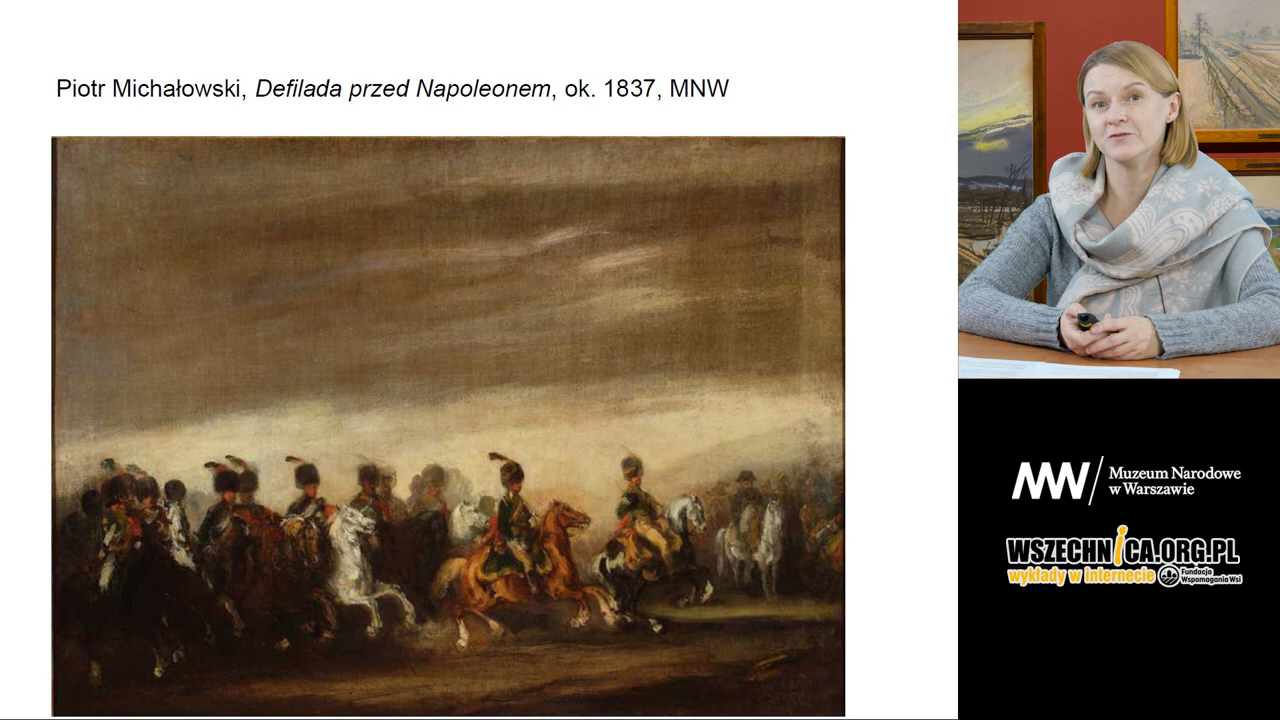 Piotr Michałowski, Defilada przed Napoleonem, ok. 1837, MNW
MW/ Muzeum Narodowe
w Warszawie
WSZECHNiCA.ORG.PL
wykłady w internecie Fundacja
Wspomagania Wsi